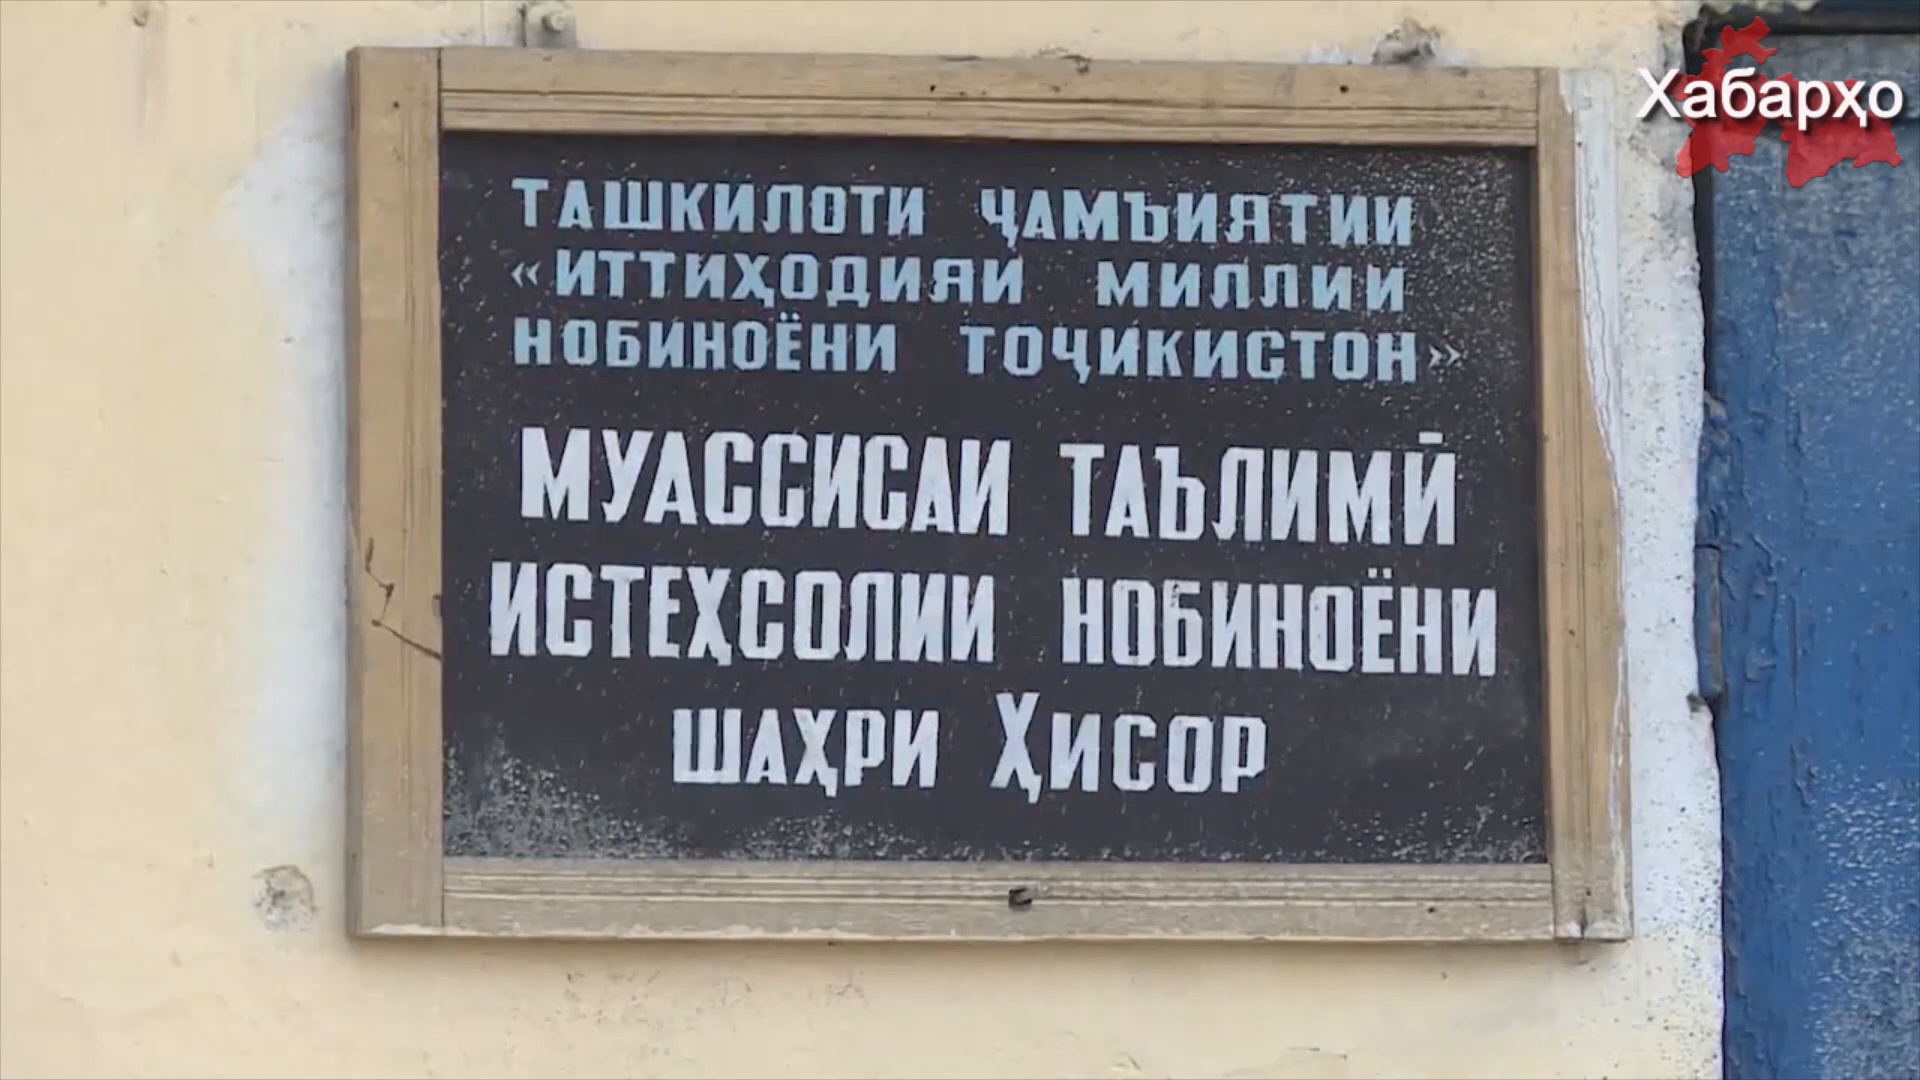 Хабарҳо
ТАШКИЛОТИ ҶАМЪИЯТИИ
«ИТТИҲОДИЯИ МИЛЛИИ
НОБИНОЁНИ ТОҶИКИСТОН»
МУАССИСАИ ТАЪЛИМӢ
ИСТЕҲСОЛИИ НОБИНОЁНИ
ШАҲРИ ҲИСОР